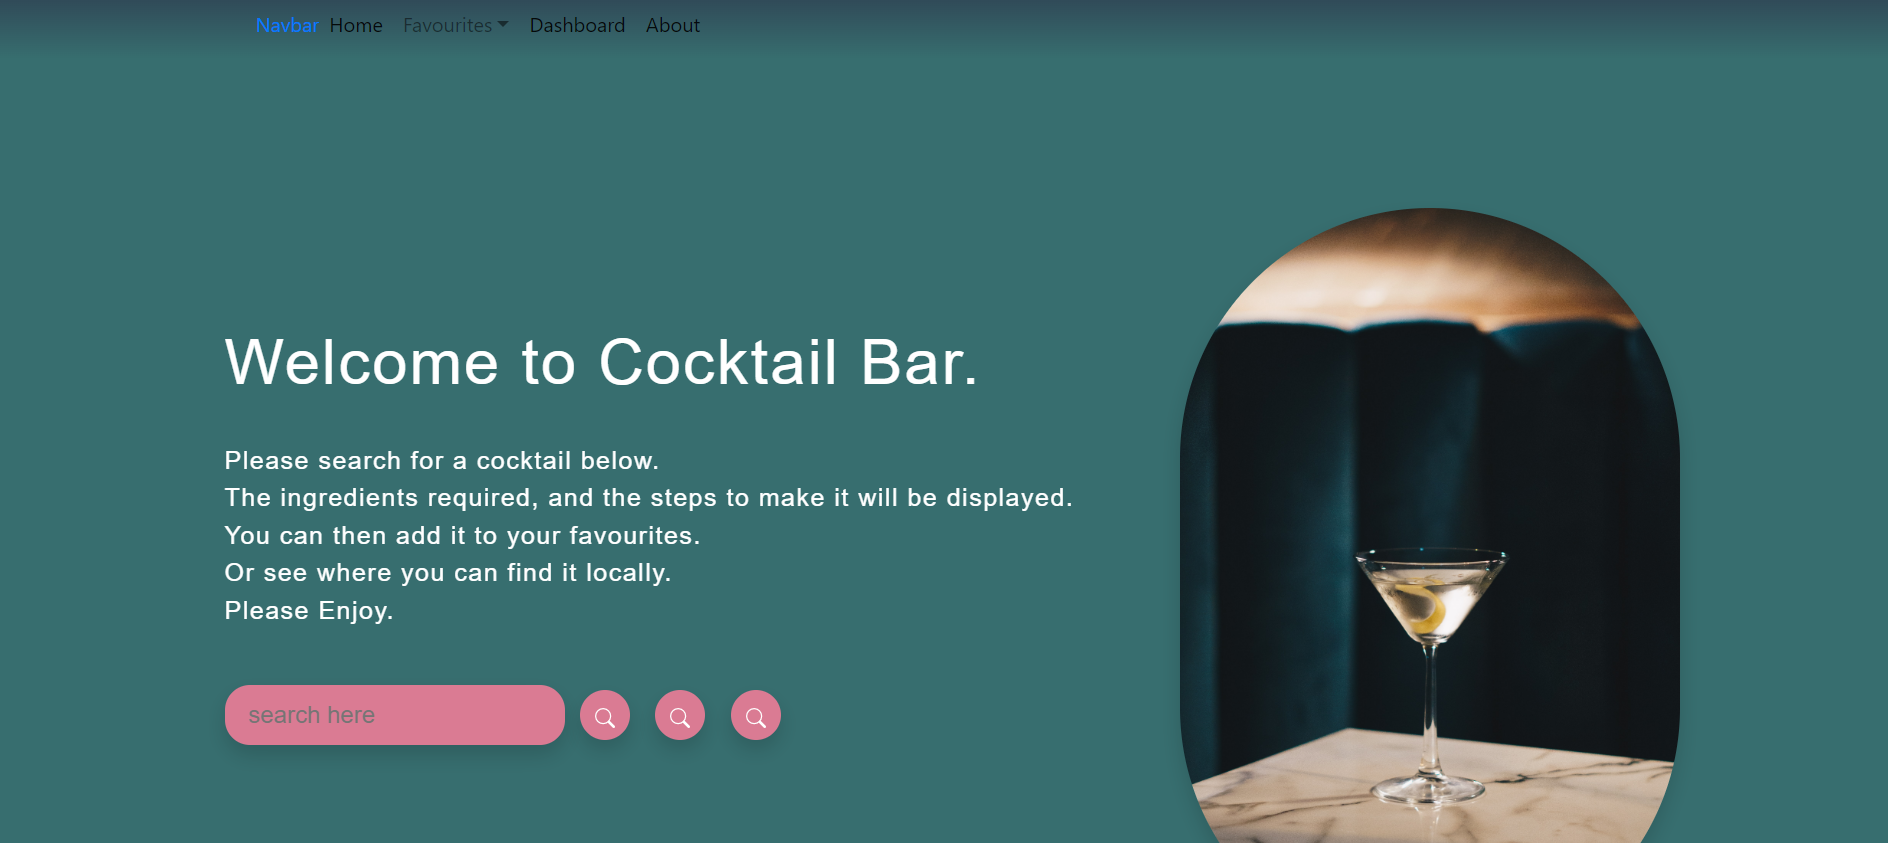 Navbar Home Favourites Dashboard About
Welcome to Cocktail Bar.
Please search for a cocktail below.
The ingredients required, and the steps to make it will be displayed.
You can then add it to your favourites.
Or see where you can find it locally.
Please Enjoy.
search here